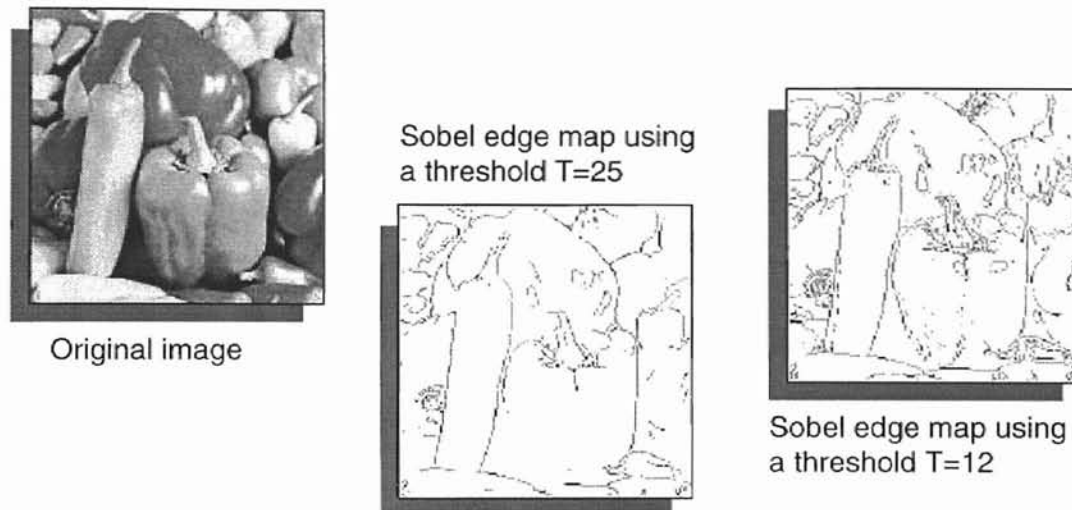 Original image
Sobel edge map using
a threshold T=25
Sobel edge map using
a threshold T=12